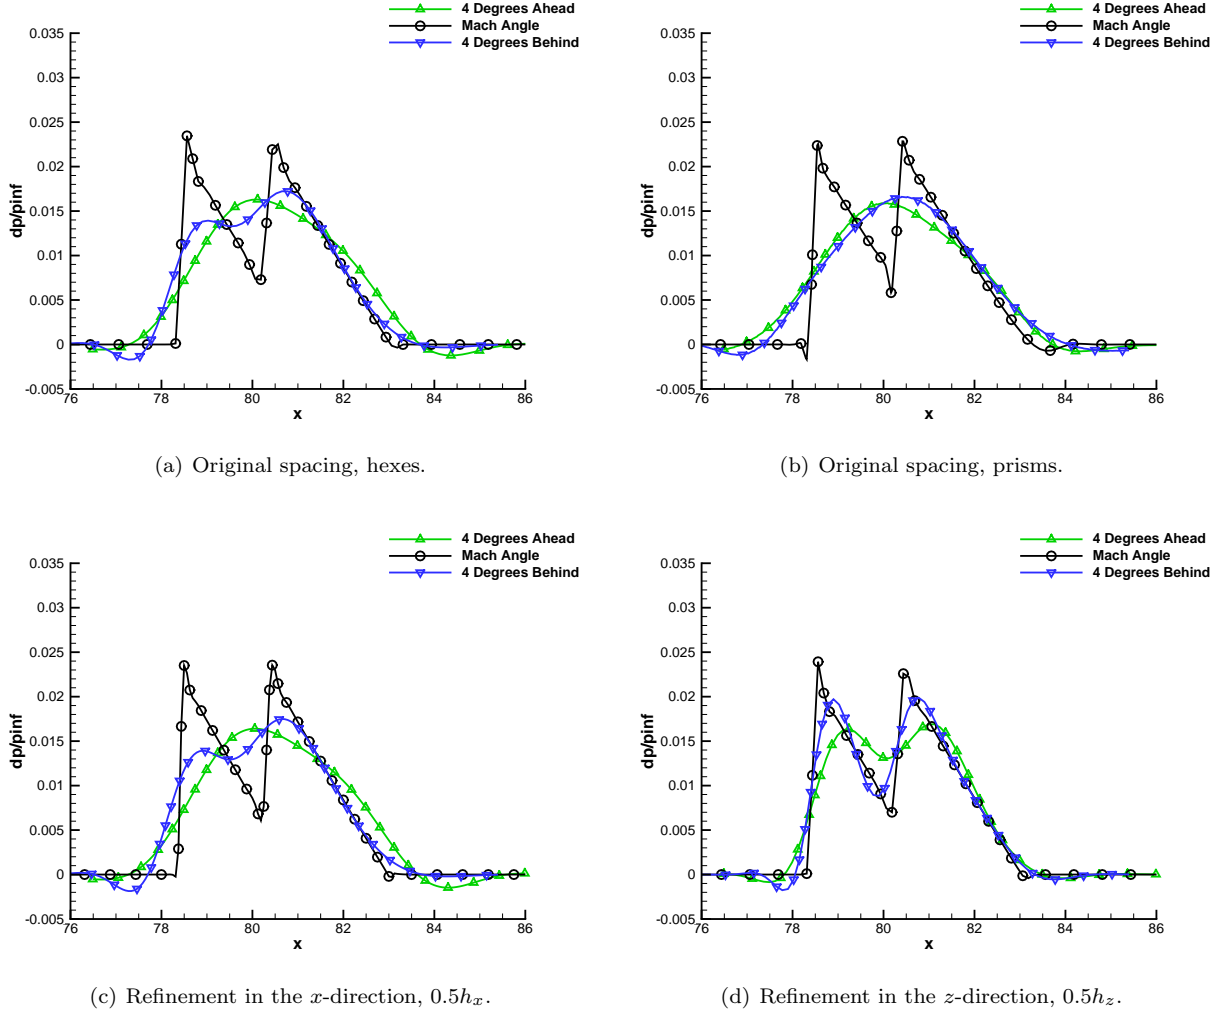 4 Degrees Ahead
Mach Angle
4 Degrees Behind
0.035
0.03
0.025
0.02
0.015
0.01
0.005
0
-0.005
dp/pinf
76 78 80 82 84 86
x
(a) Original spacing, hexes.
4 Degrees Ahead
Mach Angle
4 Degrees Behind
0.035
0.03
0.025
0.02
0.015
0.01
0.005
0
-0.005
dp/pinf
76 78 80 82 84 86
x
(b) Original spacing, prisms.
4 Degrees Ahead
Mach Angle
4 Degrees Behind
0.035
0.03
0.025
0.02
0.015
0.01
0.005
0
-0.005
dp/pinf
76 78 80 82 84 86
x
(c) Refinement in the x-direction, 0.5hₓ.
4 Degrees Ahead
Mach Angle
4 Degrees Behind
0.035
0.03
0.025
0.02
0.015
0.01
0.005
0
-0.005
dp/pinf
76 78 80 82 84 86
x
(d) Refinement in the z-direction, 0.5h_z.